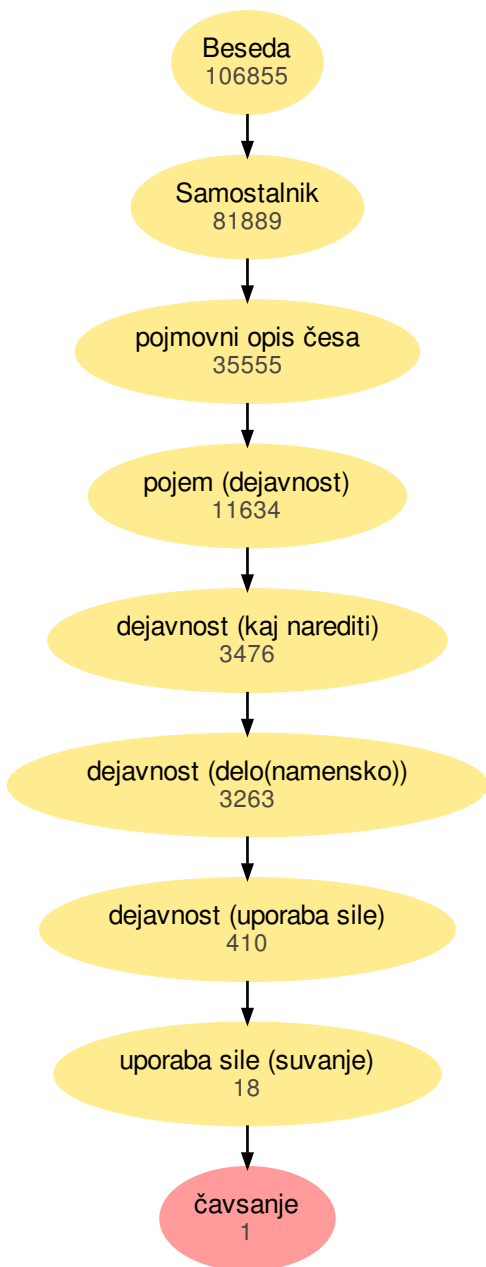 Beseda
106855
Samostalnik
81889
pojmovni opis česa
35555
pojem (dejavnost)
11634
dejavnost (kaj narediti)
3476
dejavnost (delo(namensko))
3263
dejavnost (uporaba sile)
410
uporaba sile (suvanje)
18
čavsanje
1